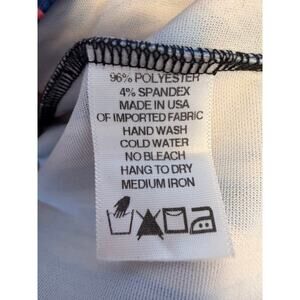 96% POLYESTER
4% SPANDEX
MADE IN USA
OF IMPORTED FABRIC
HAND WASH
COLD WATER
NO BLEACH
HANG TO DRY
MEDIUM IRON